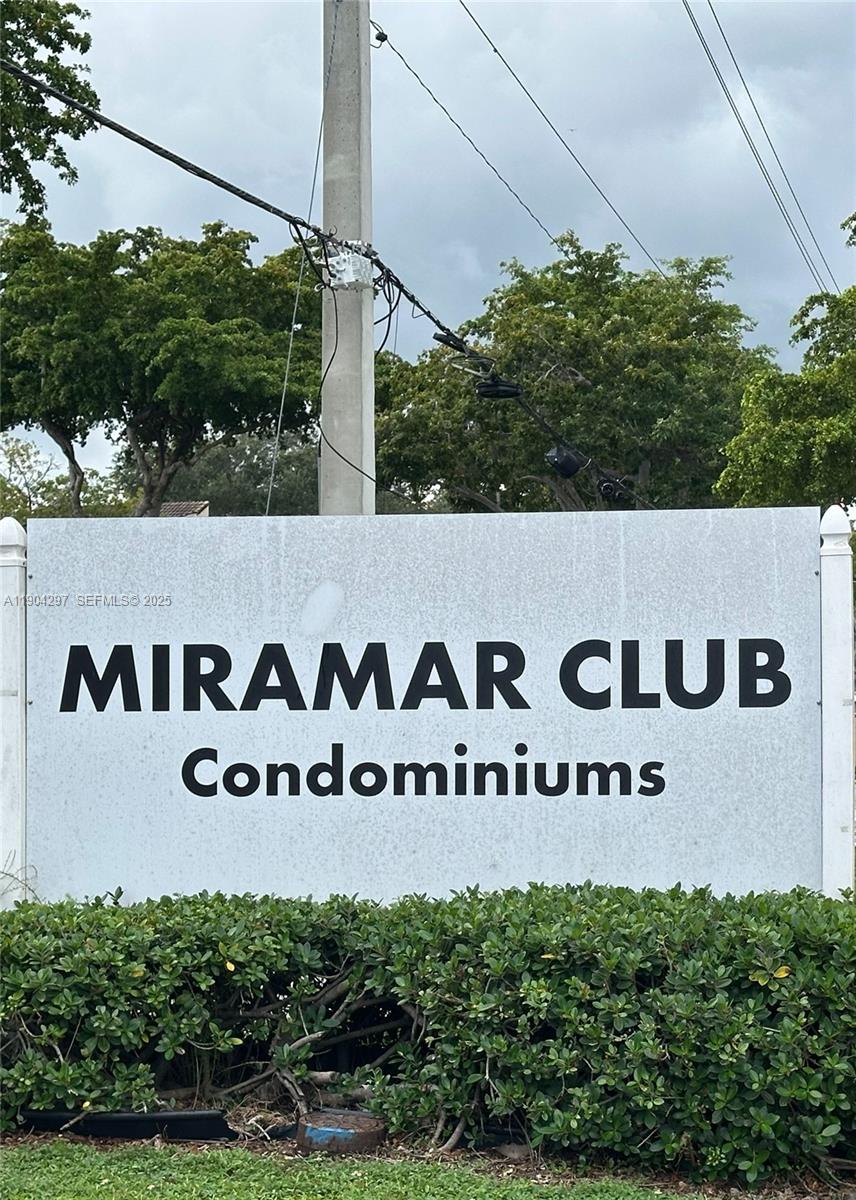 A11904297 SEFMLS© 2025
MIRAMAR CLUB
Condominiums